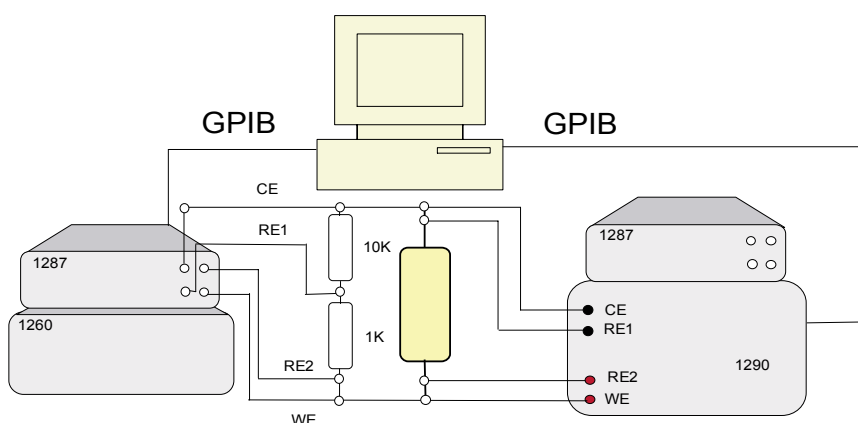 GPIB
GPIB
CE
RE1
10K
1287
1287
1260
1K
CE
RE1
RE2
RE2
1290
WE
WE